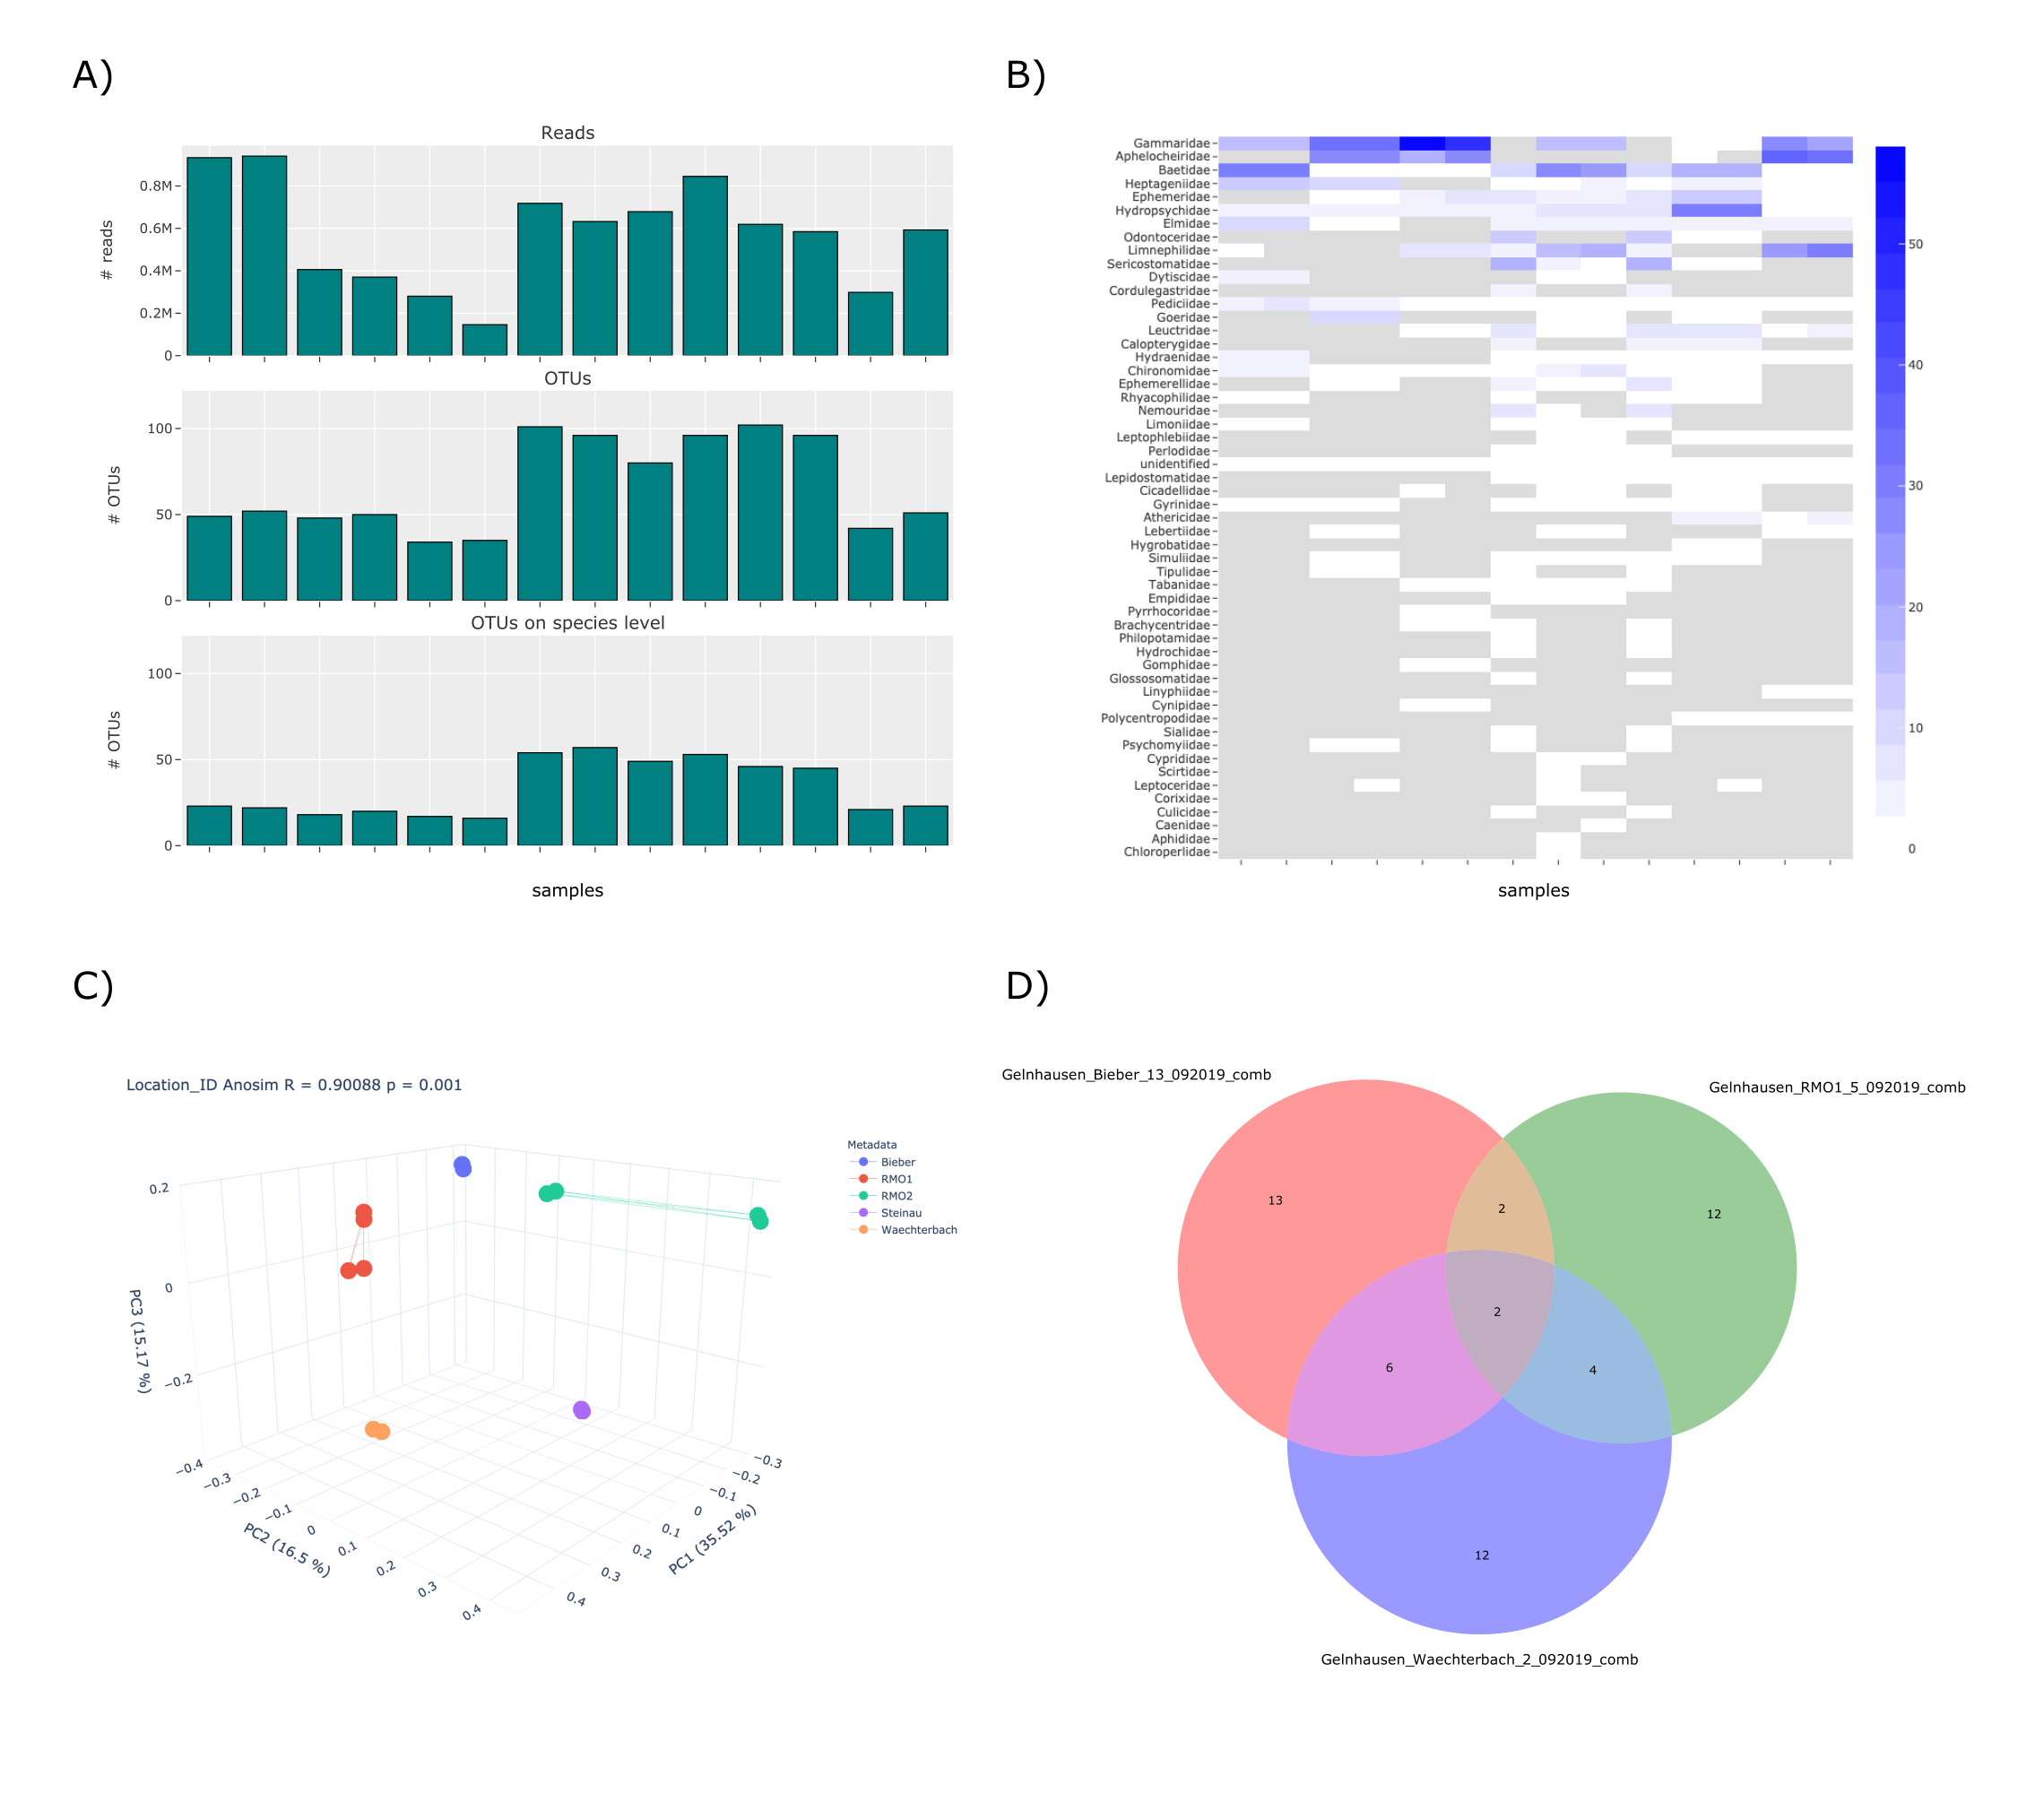 A)
Reads
# reads
0.8M
0.6M
0.4M
0.2M
0
OTUs
# OTUs
100
50
0
OTUs on species level
# OTUs
100
50
0
samples
B)
Gammaridae
Aphelocheiridae
Baetidae
Heptageniidae
Ephemeridae
Hydropsychidae
Elmidae
Odontoceridae
Limnephilidae
Sericostomatidae
Dytiscidae
Cordulegastridae
Pediciidae
Goeridae
Leuctridae
Calopterygidae
Hydraenidae
Chironomidae
Ephemerellidae
Rhyacophilidae
Nemouridae
Limoniidae
Leptophlebiidae
Perlodidae
unidentified
Lepidostomatidae
Cicadellidae
Gyrinidae
Athericidae
Lebertiidae
Hygrobatidae
Simuliidae
Tipulidae
Tabanidae
Empididae
Pyrrhocoridae
Brachycentridae
Philopotamidae
Hydrochidae
Gomphidae
Glossosomatidae
Linyphiidae
Cynipidae
Polycentropodidae
Sialidae
Psychomyiidae
Cyprididae
Scirtidae
Leptoceridae
Corixidae
Culicidae
Caenidae
Aphididae
Chloroperlidae
50
40
30
20
10
0
samples
C)
Location_ID Anosim R = 0.90088 p = 0.001
Metadata
Bieber
RMO1
RMO2
Steinau
Waechterbach
0.2
0
−0.2
PC3 (15.17 %)
−0.4
−0.3
−0.2
−0.1
0
0.1
0.2
0.3
0.4
PC2 (16.5 %)
−0.3
−0.2
−0.1
0
0.1
0.2
0.3
0.4
PC1 (35.52 %)
D)
Gelnhausen_Bieber_13_092019_comb
Gelnhausen_RMO1_5_092019_comb
13
2
12
2
6
4
12
Gelnhausen_Waechterbach_2_092019_comb